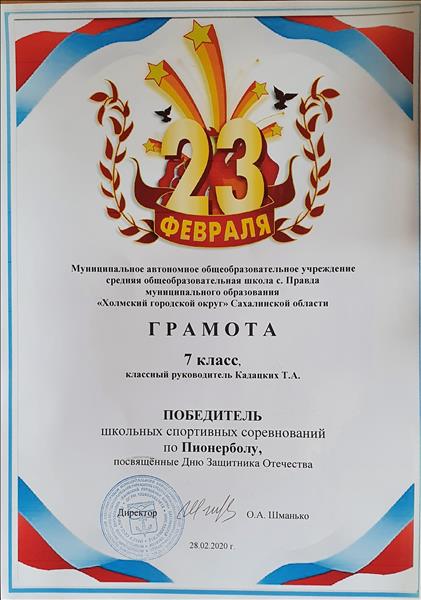 23
ФЕВРАЛЯ
Муниципальное автономное общеобразовательное учреждение
средняя общеобразовательная школа с. Правда
муниципального образования
«Холмский городской округ» Сахалинской области
ГРАМОТА
7 класс,
классный руководитель Кадацких Т.А.
ПОБЕДИТЕЛЬ
школьных спортивных соревнований
по Пионерболу,
посвящённые Дню Защитника Отечества
Директор О.А. Шманько
28.02.2020 г.